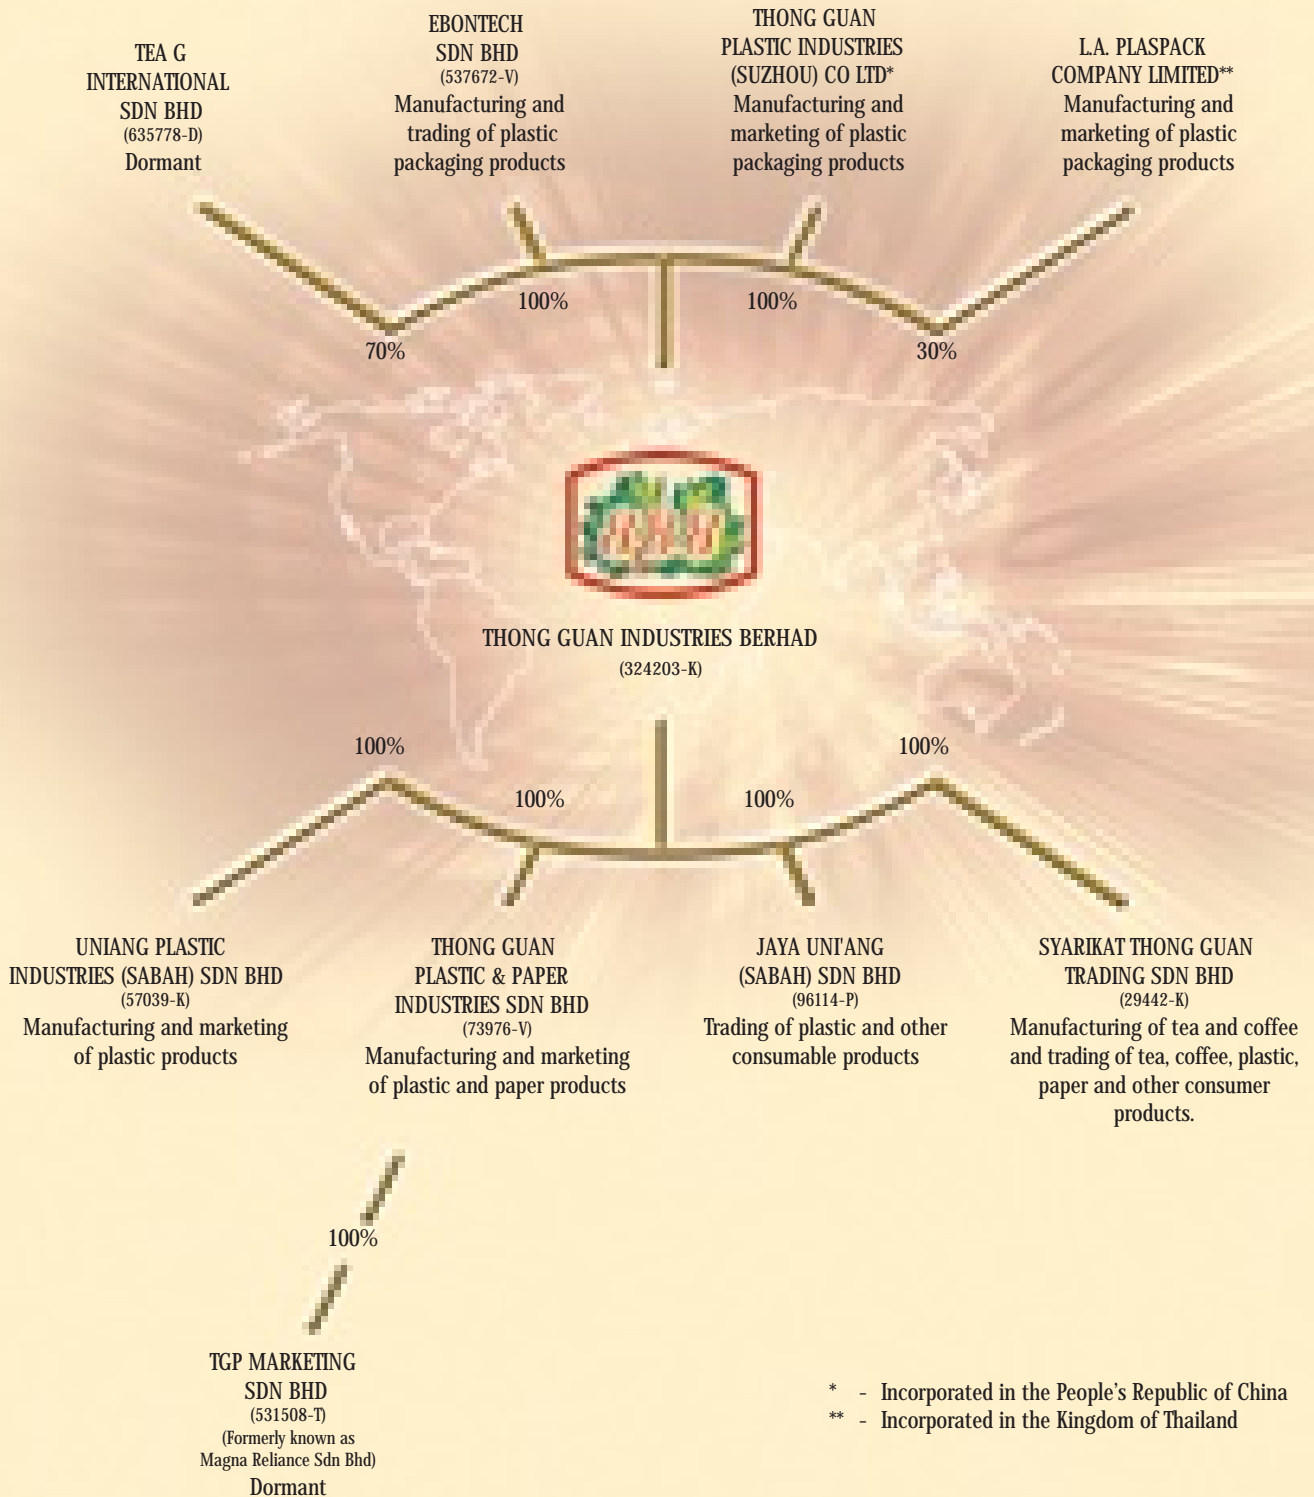 TEA G
INTERNATIONAL
SDN BHD
(635778-D)
Dormant
EBONTECH
SDN BHD
(537672-V)
Manufacturing and
trading of plastic
packaging products
THONG GUAN
PLASTIC INDUSTRIES
(SUZHOU) CO LTD*
Manufacturing and
marketing of plastic
packaging products
L.A. PLASPACK
COMPANY LIMITED**
Manufacturing and
marketing of plastic
packaging products
100%
100%
70%
30%
THONG GUAN INDUSTRIES BERHAD
(324203-K)
100%
100%
100%
100%
UNIANG PLASTIC
INDUSTRIES (SABAH) SDN BHD
(57039-K)
Manufacturing and marketing
of plastic products
THONG GUAN
PLASTIC & PAPER
INDUSTRIES SDN BHD
(73976-V)
Manufacturing and marketing
of plastic and paper products
JAYA UNI'ANG
(SABAH) SDN BHD
(96114-P)
Trading of plastic and other
consumable products
SYARIKAT THONG GUAN
TRADING SDN BHD
(29442-K)
Manufacturing of tea and coffee
and trading of tea, coffee, plastic,
paper and other consumer
products.
100%
TGP MARKETING
SDN BHD
(531508-T)
(Formerly known as
Magna Reliance Sdn Bhd)
Dormant
* - Incorporated in the People's Republic of China
** - Incorporated in the Kingdom of Thailand